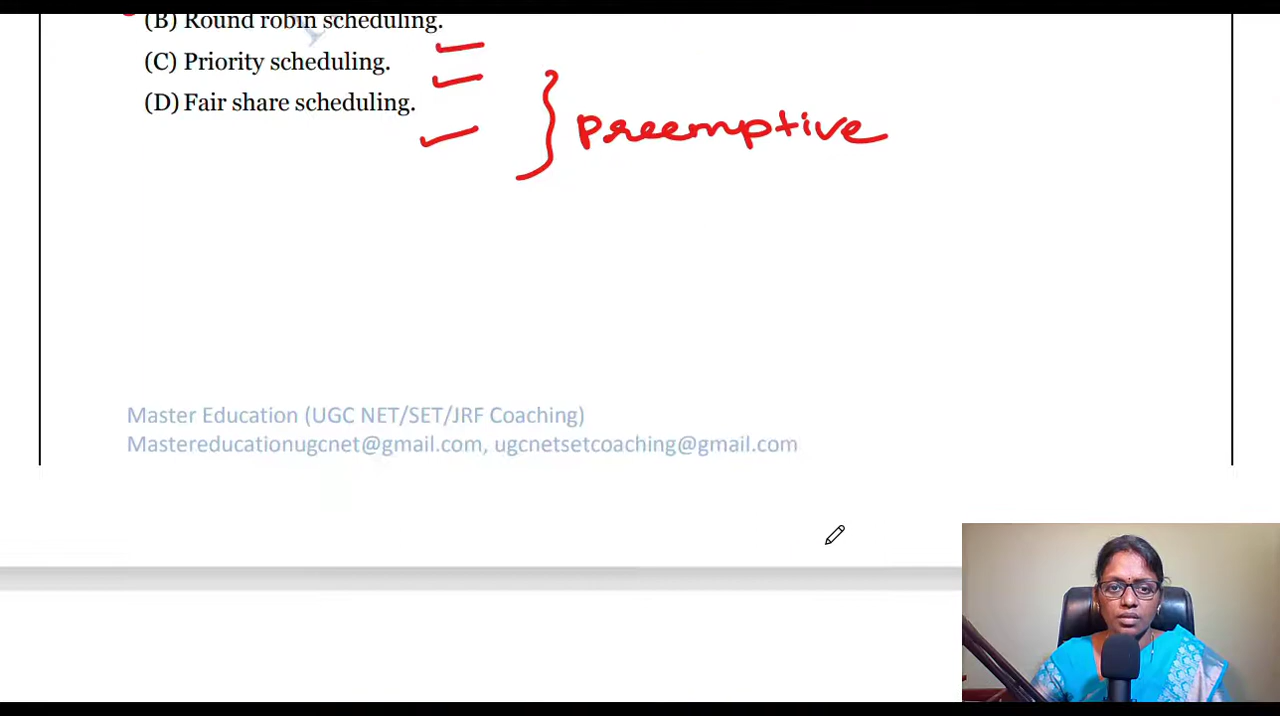 (B) Round robin scheduling.
(C) Priority scheduling.
(D) Fair share scheduling.
preemptive
Master Education (UGC NET/SET/JRF Coaching)
Mastereducationugcnet@gmail.com, ugcnetsetcoaching@gmail.com